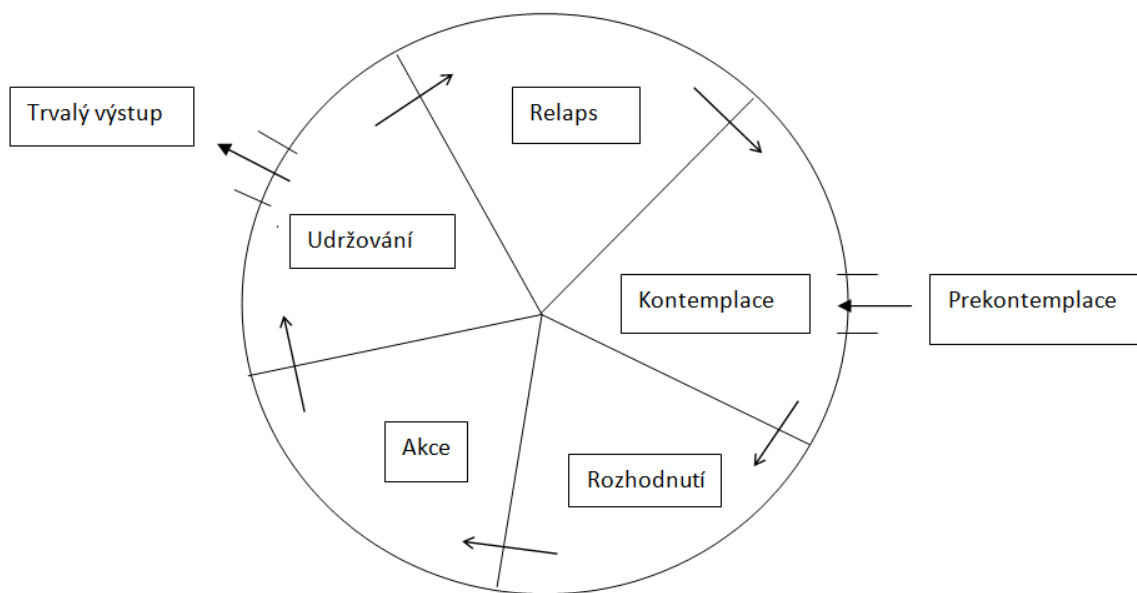 Relaps
Trvalý výstup
Udržování
Kontemplace
Prekontemplace
Akce
Rozhodnutí